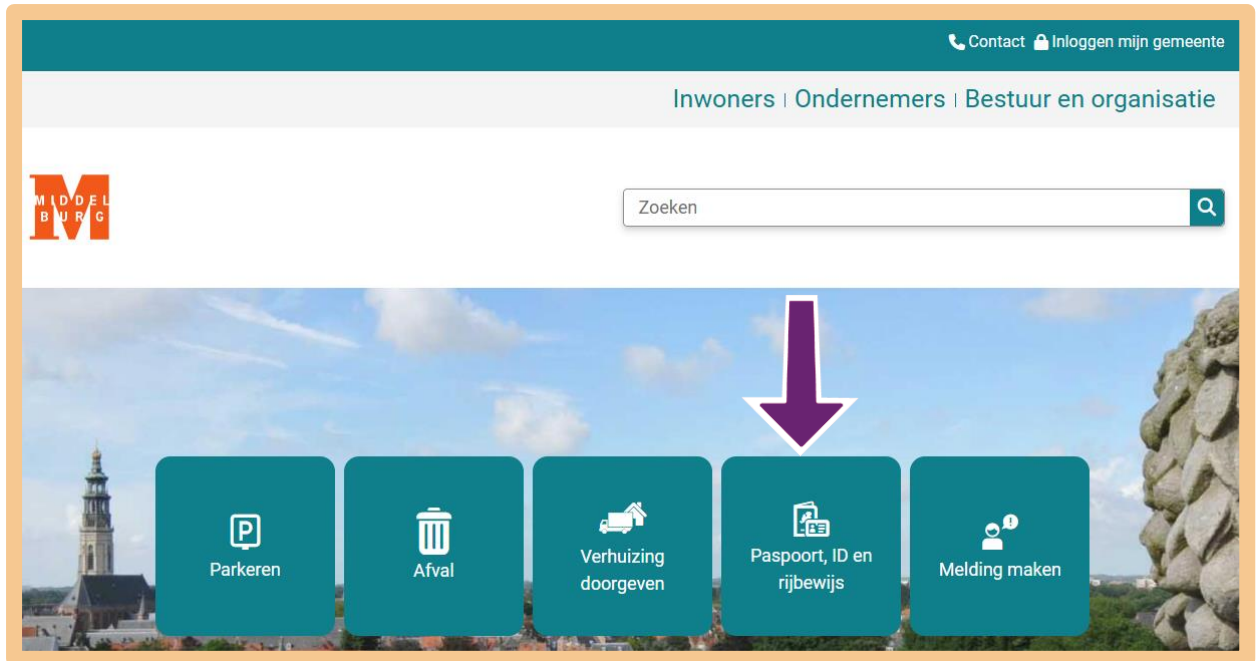 Contact Inloggen mijn gemeente
Inwoners | Ondernemers | Bestuur en organisatie
MIDDEL
BURG
Zoeken
P
Parkeren
Afval
Verhuizing
doorgeven
Paspoort, ID en
rijbewijs
Melding maken